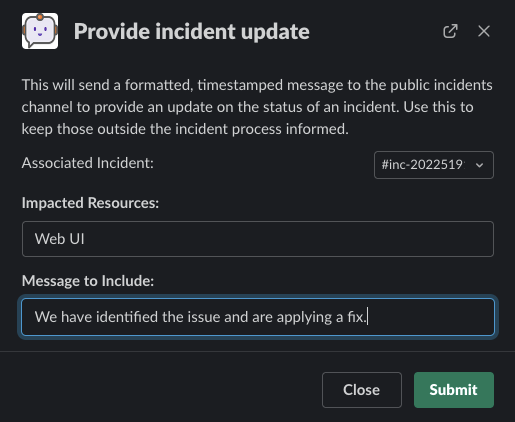 Provide incident update
This will send a formatted, timestamped message to the public incidents
channel to provide an update on the status of an incident. Use this to
keep those outside the incident process informed.
Associated Incident:
#inc-2022519
Impacted Resources:
Web UI
Message to Include:
We have identified the issue and are applying a fix.
Close
Submit